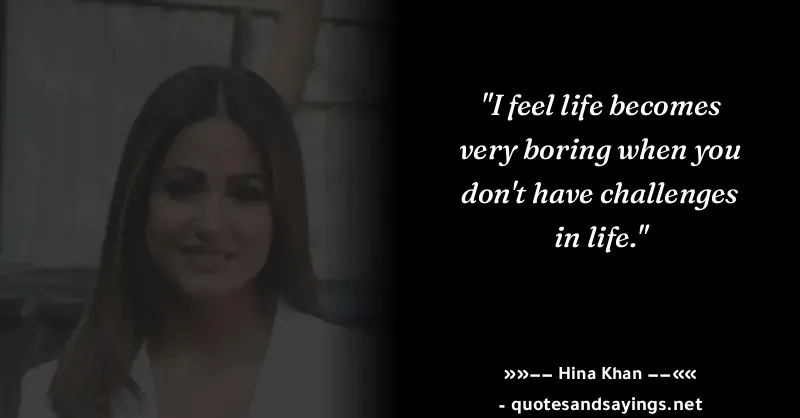 "I feel life becomes
very boring when you
don't have challenges
in life."
»»—— Hina Khan ——««
- quotesandsayings.net